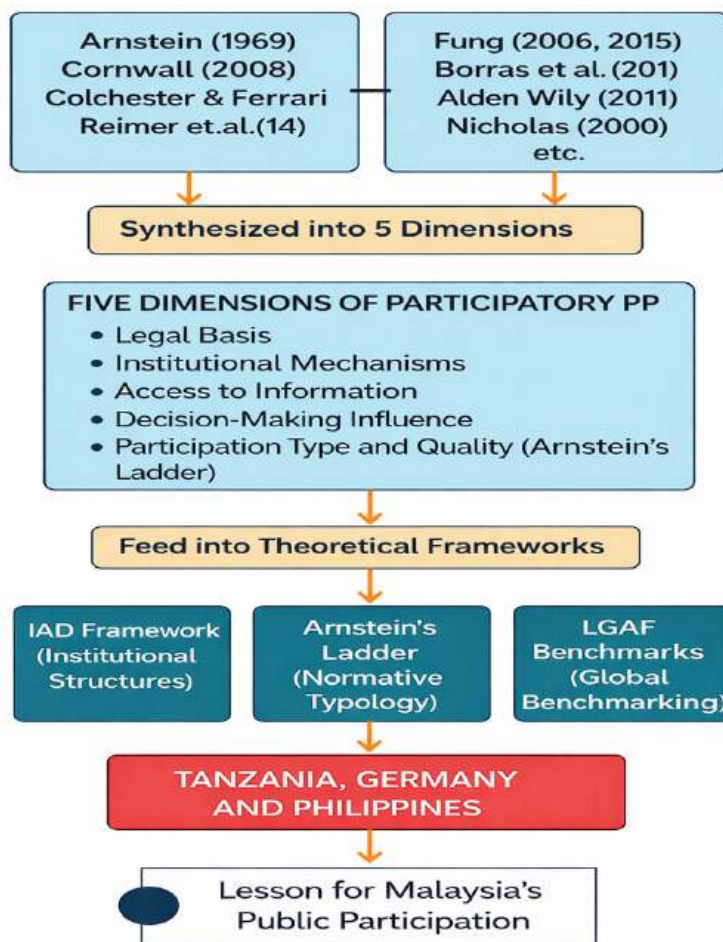 Arnstein (1969)
Cornwall (2008)
Colchester & Ferrari
Reimer et.al.(14)
Fung (2006, 2015)
Borras et al. (201)
Alden Wily (2011)
Nicholas (2000)
etc.
Synthesized into 5 Dimensions
FIVE DIMENSIONS OF PARTICIPATORY PP
• Legal Basis
• Institutional Mechanisms
• Access to Information
• Decision-Making Influence
• Participation Type and Quality (Arnstein's
Ladder)
Feed into Theoretical Frameworks
IAD Framework
(Institutional
Structures)
Arnstein's
Ladder
(Normative
Typology)
LGAF
Benchmarks
(Global
Benchmarking)
TANZANIA, GERMANY
AND PHILIPPINES
Lesson for Malaysia's
Public Participation